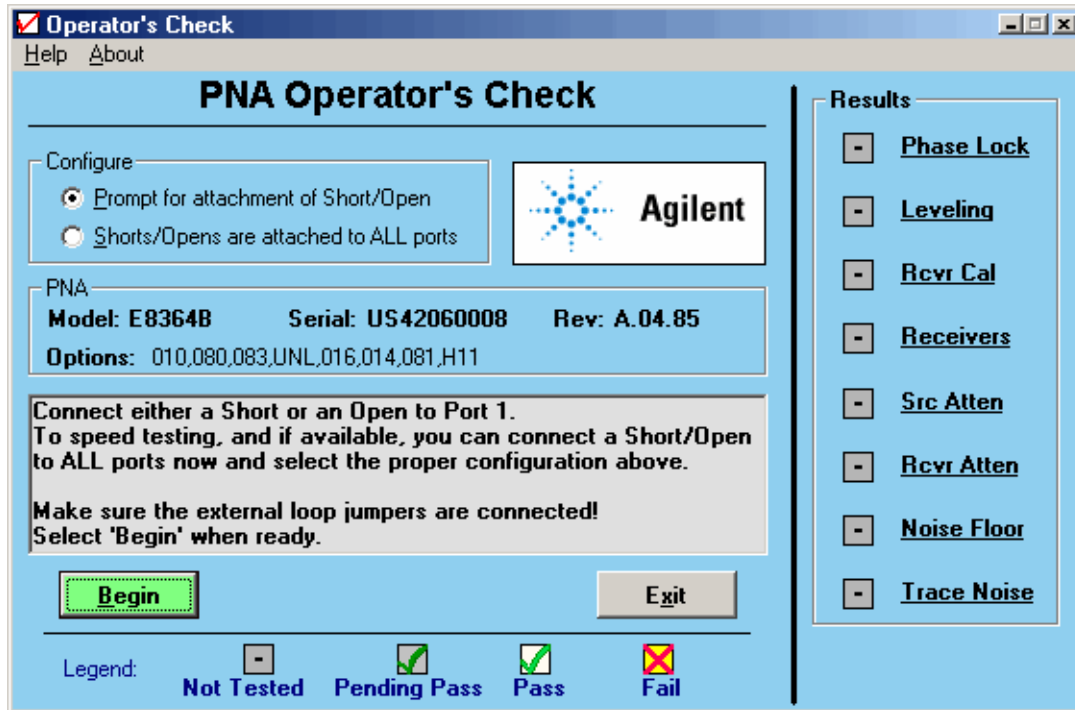 Operator's Check
Help About
PNA Operator's Check
Configure
Prompt for attachment of Short/Open
Shorts/Opens are attached to ALL ports
Agilent
PNA
Model: E8364B Serial: US42060008 Rev: A.04.85
Options: 010,080,083,UNL,016,014,081,H11
Connect either a Short or an Open to Port 1.
To speed testing, and if available, you can connect a Short/Open
to ALL ports now and select the proper configuration above.
Make sure the external loop jumpers are connected!
Select 'Begin' when ready.
Begin
Exit
Legend:
Not Tested
Pending Pass
Pass
Fail
Results
Phase Lock
Leveling
Rcvr Cal
Receivers
Src Atten
Rcvr Atten
Noise Floor
Trace Noise